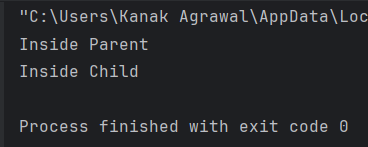 "C:\Users\Kanak Agrawal\AppData\Loc
Inside Parent
Inside Child
Process finished with exit code 0